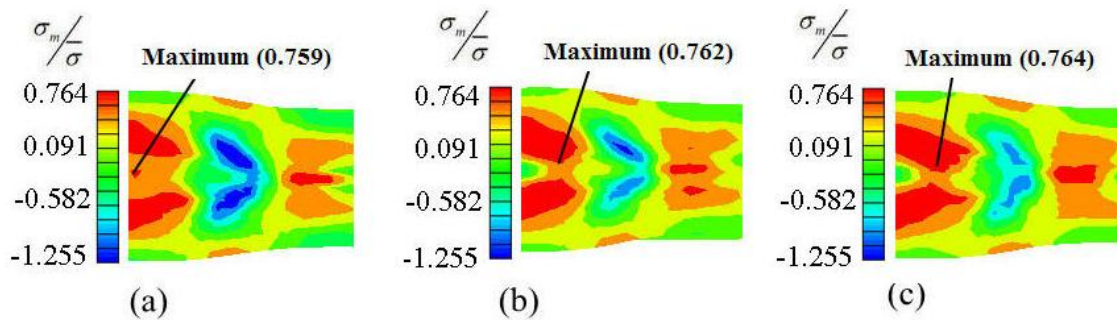 σm/σ̅
Maximum (0.759)
0.764
0.091
-0.582
-1.255
(a)
σm/σ̅
Maximum (0.762)
0.764
0.091
-0.582
-1.255
(b)
σm/σ̅
Maximum (0.764)
0.764
0.091
-0.582
-1.255
(c)